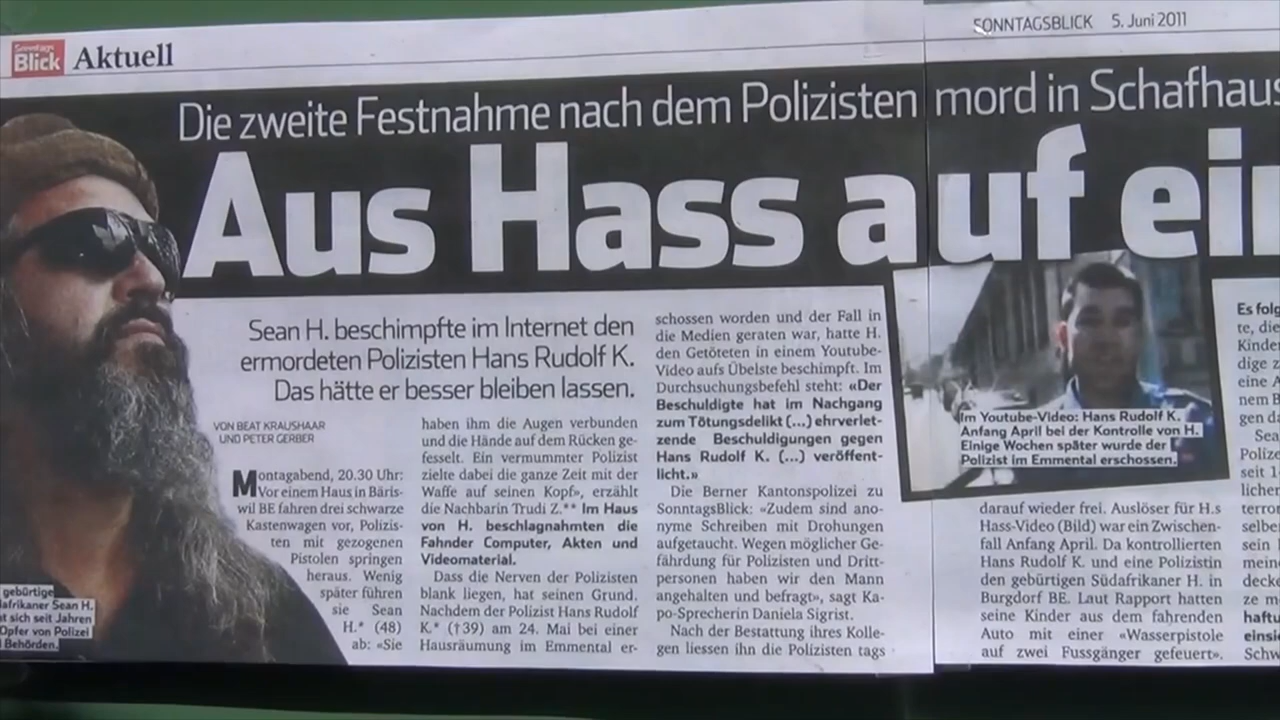 Sonntags
Blick Aktuell
SONNTAGSBLICK 5. Juni 2011
Die zweite Festnahme nach dem Polizisten mord in Schafhaus
Aus Hass auf ei
Sean H. beschimpfte im Internet den
ermordeten Polizisten Hans Rudolf K.
Das hätte er besser bleiben lassen.
VON BEAT KRAUSHAAR
UND PETER GERBER
Montagabend, 20.30 Uhr:
Vor einem Haus in Bäris-
wil BE fahren drei schwarze
Kastenwagen vor, Polizis-
ten mit gezogenen
Pistolen springen
heraus. Wenig
später führen
sie Sean
H.* (48)
ab: «Sie
haben ihm die Augen verbunden
und die Hände auf dem Rücken ge-
fesselt. Ein vermummter Polizist
zielte dabei die ganze Zeit mit der
Waffe auf seinen Kopf», erzählt
die Nachbarin Trudi Z.** Im Haus
von H. beschlagnahmten die
Fahnder Computer, Akten und
Videomaterial.
Dass die Nerven der Polizisten
blank liegen, hat seinen Grund.
Nachdem der Polizist Hans Rudolf
K.* (†39) am 24. Mai bei einer
Hausräumung im Emmental er-
schossen worden und der Fall in
die Medien geraten war, hatte H.
den Getöteten in einem Youtube-
Video aufs Übelste beschimpft. Im
Durchsuchungsbefehl steht: «Der
Beschuldigte hat im Nachgang
zum Tötungsdelikt (...) ehrverlet-
zende Beschuldigungen gegen
Hans Rudolf K. (...) veröffent-
licht.»
Die Berner Kantonspolizei zu
SonntagsBlick: «Zudem sind ano-
nyme Schreiben mit Drohungen
aufgetaucht. Wegen möglicher Ge-
fährdung für Polizisten und Dritt-
personen haben wir den Mann
angehalten und befragt», sagt Ka-
po-Sprecherin Daniela Sigrist.
Nach der Bestattung ihres Kolle-
gen liessen ihn die Polizisten tags
Im Youtube-Video: Hans Rudolf K.
Anfang April bei der Kontrolle von H.
Einige Wochen später wurde der
Polizist im Emmental erschossen.
darauf wieder frei. Auslöser für H.s
Hass-Video (Bild) war ein Zwischen-
fall Anfang April. Da kontrollierten
Hans Rudolf K. und eine Polizistin
den gebürtigen Südafrikaner H. in
Burgdorf BE. Laut Rapport hatten
seine Kinder aus dem fahrenden
Auto mit einer «Wasserpistole
auf zwei Fussgänger gefeuert».
Es folg
te, die
Kinder
dige z
eine A
nem B
gen da
Sea
Polize
seit 1
licher
terror
selbe
sein
mein
deck
ze m
haftu
einsi
Schw
gebürtige
afrikaner Sean H.
t sich seit Jahren
Opfer von Polizei
Behörden.